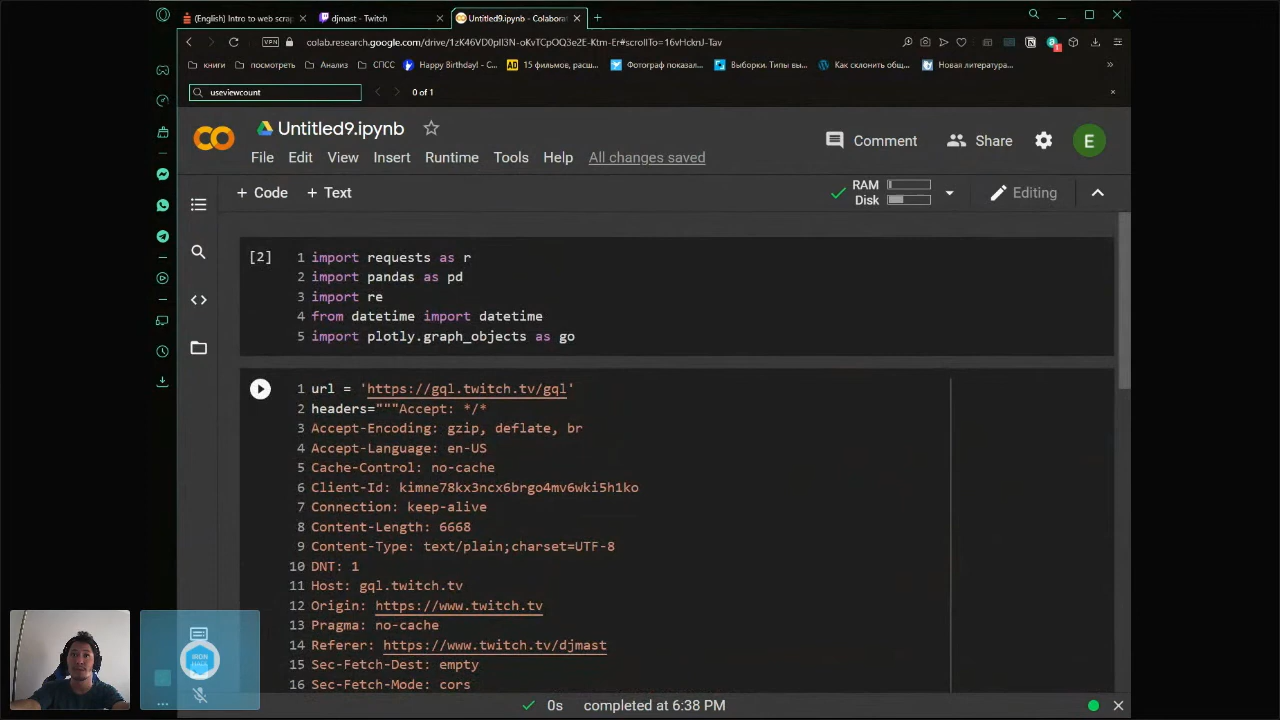 (English) Intro to web scrap
djmast - Twitch
Untitled9.ipynb - Colaborat
VPN
colab.research.google.com/drive/1zK46VD0pIl3N-oKvTCpOQ3e2E-Ktm-Er#scrollTo=16vHcknJ-Tav
книги
посмотреть
Анализ
СПСС
Happy Birthday! - C...
15 фильмов, расш...
Фотограф показал...
Выборки. Типы вы...
Как склонить общ...
Новая литература...
useviewcount
0 of 1
Untitled9.ipynb
Comment
Share
E
File Edit View Insert Runtime Tools Help All changes saved
+ Code + Text
RAM
Disk
Editing
[2]
1 import requests as r
2 import pandas as pd
3 import re
4 from datetime import datetime
5 import plotly.graph_objects as go
1 url = 'https://gql.twitch.tv/gql'
2 headers="""Accept: */*
3 Accept-Encoding: gzip, deflate, br
4 Accept-Language: en-US
5 Cache-Control: no-cache
6 Client-Id: kimne78kx3ncx6brgo4mv6wki5h1ko
7 Connection: keep-alive
8 Content-Length: 6668
9 Content-Type: text/plain;charset=UTF-8
10 DNT: 1
11 Host: gql.twitch.tv
12 Origin: https://www.twitch.tv
13 Pragma: no-cache
14 Referer: https://www.twitch.tv/djmast
15 Sec-Fetch-Dest: empty
16 Sec-Fetch-Mode: cors
IRON
0s completed at 6:38 PM